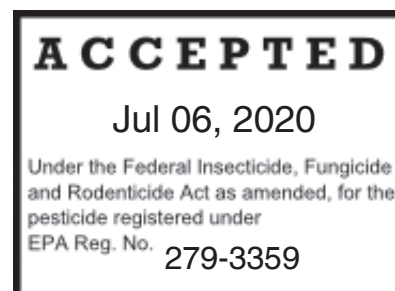 ACCEPTED
Jul 06, 2020
Under the Federal Insecticide, Fungicide
and Rodenticide Act as amended, for the
pesticide registered under
EPA Reg. No. 279-3359